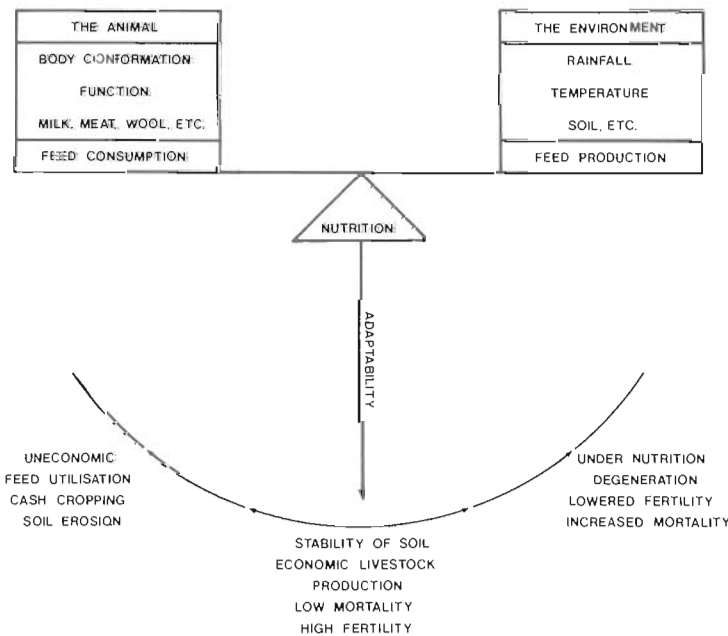 THE ANIMAL
BODY CONFORMATION
FUNCTION
MILK, MEAT, WOOL, ETC.
FEED CONSUMPTION
THE ENVIRONMENT
RAINFALL
TEMPERATURE
SOIL, ETC.
FEED PRODUCTION
NUTRITION
ADAPTABILITY
UNECONOMIC
FEED UTILISATION
CASH CROPPING
SOIL EROSION
STABILITY OF SOIL
ECONOMIC LIVESTOCK
PRODUCTION
LOW MORTALITY
HIGH FERTILITY
UNDER NUTRITION
DEGENERATION
LOWERED FERTILITY
INCREASED MORTALITY